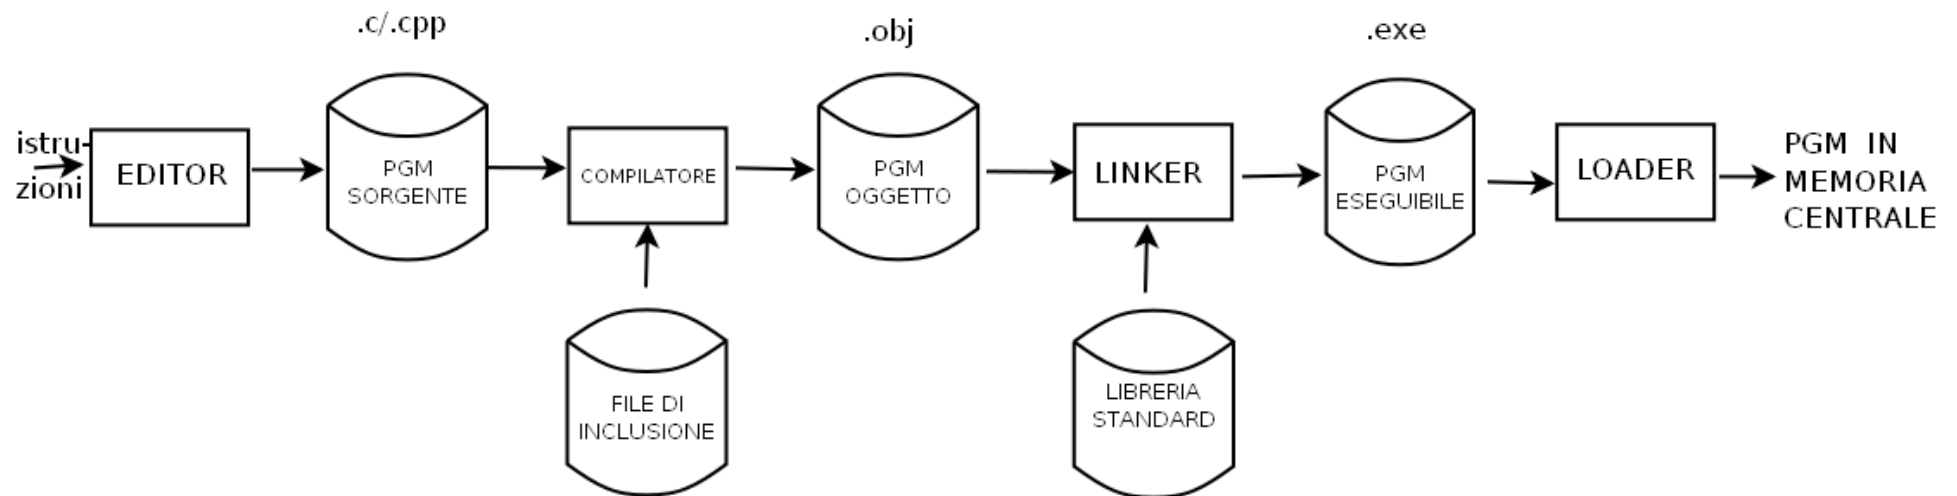 .c/.cpp
.obj
.exe
istru-
zioni
EDITOR
PGM
SORGENTE
COMPILATORE
PGM
OGGETTO
LINKER
PGM
ESEGUIBILE
LOADER
PGM IN
MEMORIA
CENTRALE
FILE DI
INCLUSIONE
LIBRERIA
STANDARD